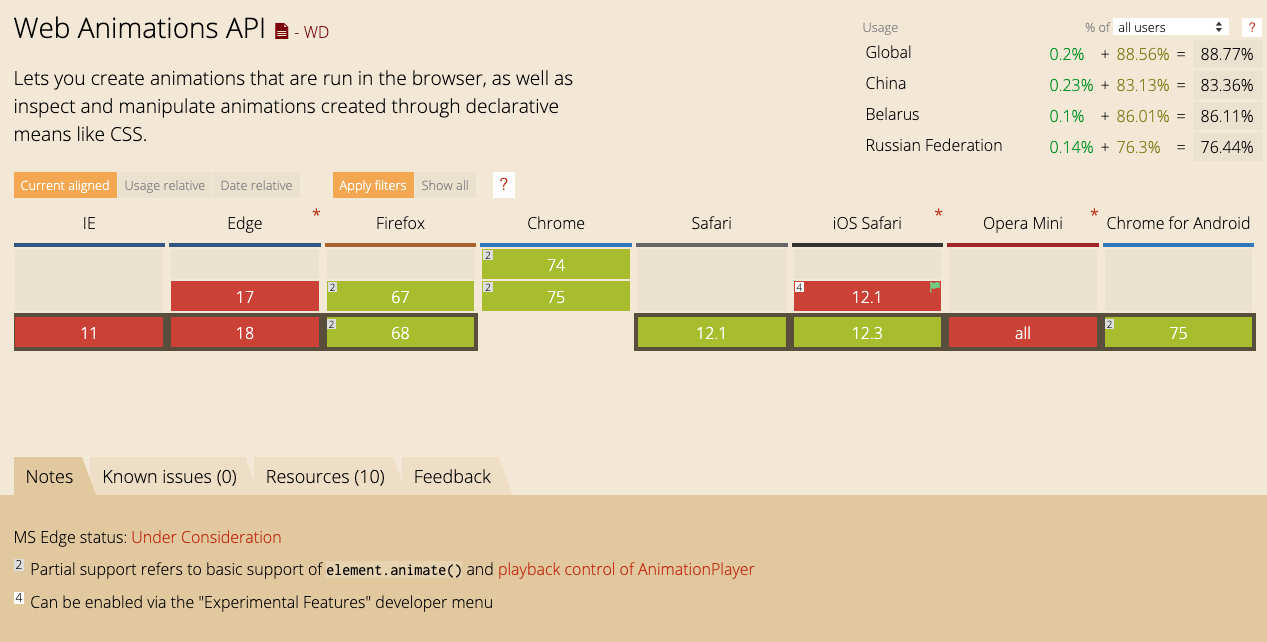 Web Animations API - WD
Usage % of all users ?
Global 0.2% + 88.56% = 88.77%
Lets you create animations that are run in the browser, as well as
inspect and manipulate animations created through declarative
means like CSS.
China 0.23% + 83.13% = 83.36%
Belarus 0.1% + 86.01% = 86.11%
Russian Federation 0.14% + 76.3% = 76.44%
Current aligned Usage relative Date relative Apply filters Show all ?
IE Edge * Firefox Chrome Safari iOS Safari * Opera Mini * Chrome for Android
2 74
17 2 67 2 75 4 12.1
11 18 2 68 12.1 12.3 all 2 75
Notes Known issues (0) Resources (10) Feedback
MS Edge status: Under Consideration
2 Partial support refers to basic support of element.animate() and playback control of AnimationPlayer
4 Can be enabled via the "Experimental Features" developer menu